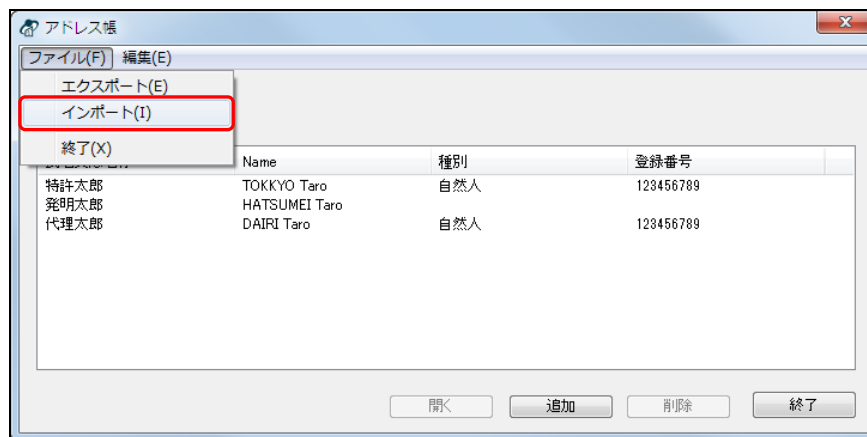 アドレス帳
ファイル(F) 編集(E)
エクスポート(E)
インポート(I)
終了(X)
Name 種別 登録番号
特許太郎 TOKKYO Taro 自然人 123456789
発明太郎 HATSUMEI Taro
代理太郎 DAIRI Taro 自然人 123456789
開く 追加 削除 終了